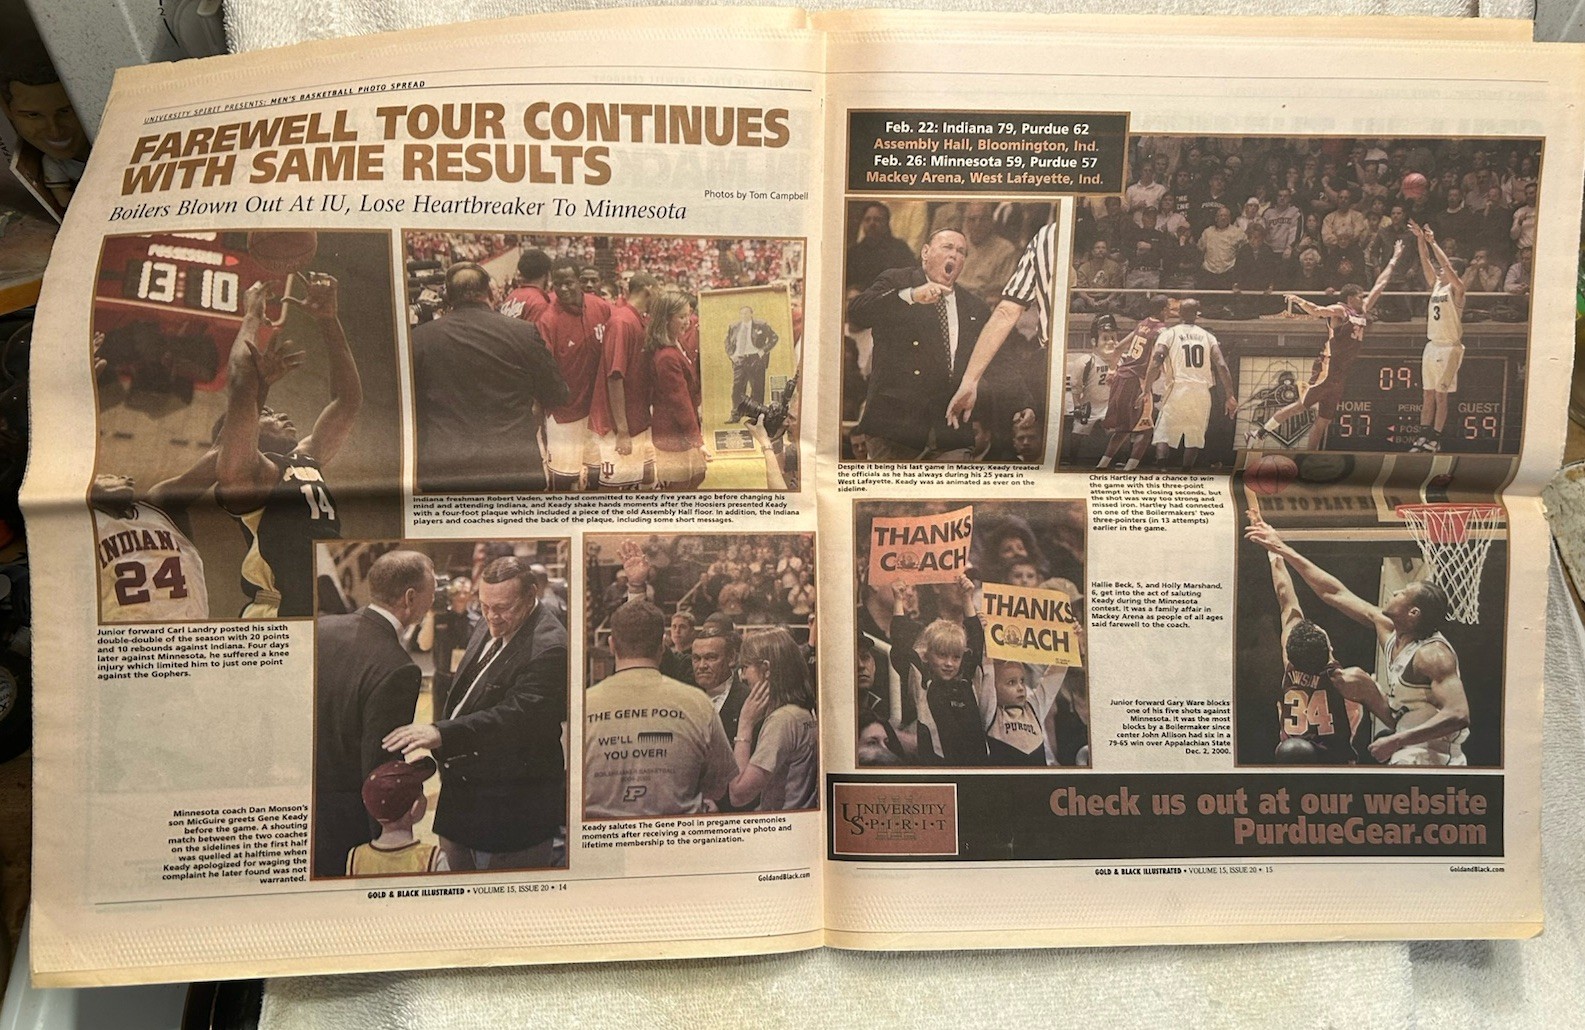 UNIVERSITY SPIRIT PRESENTS: MEN'S BASKETBALL PHOTO SPREAD
FAREWELL TOUR CONTINUES
WITH SAME RESULTS
Photos by Tom Campbell
Boilers Blown Out At IU, Lose Heartbreaker To Minnesota
POSSESSION
13:10
14
INDIANA
24
IU
Indiana freshman Robert Vaden, who had committed to Keady five years ago before changing his
mind and attending Indiana, and Keady shake hands moments after the Hoosiers presented Keady
with a four-foot plaque which included a piece of the old Assembly Hall floor. In addition, the Indiana
players and coaches signed the back of the plaque, including some short messages.
Junior forward Carl Landry posted his sixth
double-double of the season with 20 points
and 10 rebounds against Indiana. Four days
later against Minnesota, he suffered a knee
injury which limited him to just one point
against the Gophers.
Minnesota coach Dan Monson's
son McGuire greets Gene Keady
before the game. A shouting
match between the two coaches
on the sidelines in the first half
was quelled at halftime when
Keady apologized for waging the
complaint he later found was not
warranted.
THE GENE POOL
WE'LL
YOU OVER!
BOILERMAKER BASKETBALL
P
Keady salutes The Gene Pool in pregame ceremonies
moments after receiving a commemorative photo and
lifetime membership to the organization.
GOLD & BLACK ILLUSTRATED • VOLUME 15, ISSUE 20 • 14
GoldandBlack.com
Feb. 22: Indiana 79, Purdue 62
Assembly Hall, Bloomington, Ind.
Feb. 26: Minnesota 59, Purdue 57
Mackey Arena, West Lafayette, Ind.
Despite it being his last game in Mackey, Keady treated
the officials as he has always during his 25 years in
West Lafayette. Keady was as animated as ever on the
sideline.
10
3
09.
HOME
GUEST
57
59
Chris Hartley had a chance to win
the game with this three-point
attempt in the closing seconds, but
the shot was way too strong and
missed iron. Hartley had connected
on one of the Boilermakers' two
three-pointers (in 13 attempts)
earlier in the game.
THANKS
COACH
THANKS
COACH
PURDUE
Hallie Beck, 5, and Holly Marshand,
6, get into the act of saluting
Keady during the Minnesota
contest. It was a family affair in
Mackey Arena as people of all ages
said farewell to the coach.
34
Junior forward Gary Ware blocks
one of his five shots against
Minnesota. It was the most
blocks by a Boilermaker since
center John Allison had six in a
79-65 win over Appalachian State
Dec. 2, 2000.
UNIVERSITY
S•P•I•R•I•T
Check us out at our website
PurdueGear.com
GOLD & BLACK ILLUSTRATED • VOLUME 15, ISSUE 20 • 15
GoldandBlack.com